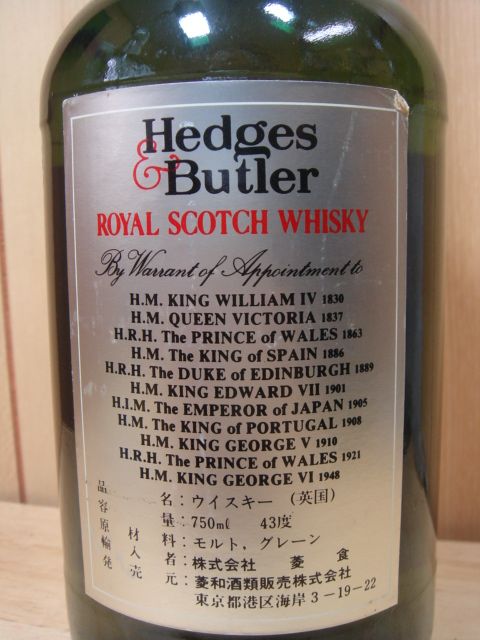 Hedges
& Butler
ROYAL SCOTCH WHISKY
By Warrant of Appointment to
H.M. KING WILLIAM IV 1830
H.M. QUEEN VICTORIA 1837
H.R.H. The PRINCE of WALES 1863
H.M. The KING of SPAIN 1886
H.R.H. The DUKE of EDINBURGH 1889
H.M. KING EDWARD VII 1901
H.I.M. The EMPEROR of JAPAN 1905
H.M. The KING of PORTUGAL 1908
H.M. KING GEORGE V 1910
H.R.H. The PRINCE of WALES 1921
H.M. KING GEORGE VI 1948
品名：ウイスキー（英国）
容量：750ml 43度
原材料：モルト，グレーン
輸入者：株式会社 菱食
発売元：菱和酒類販売株式会社
東京都港区海岸3-19-22